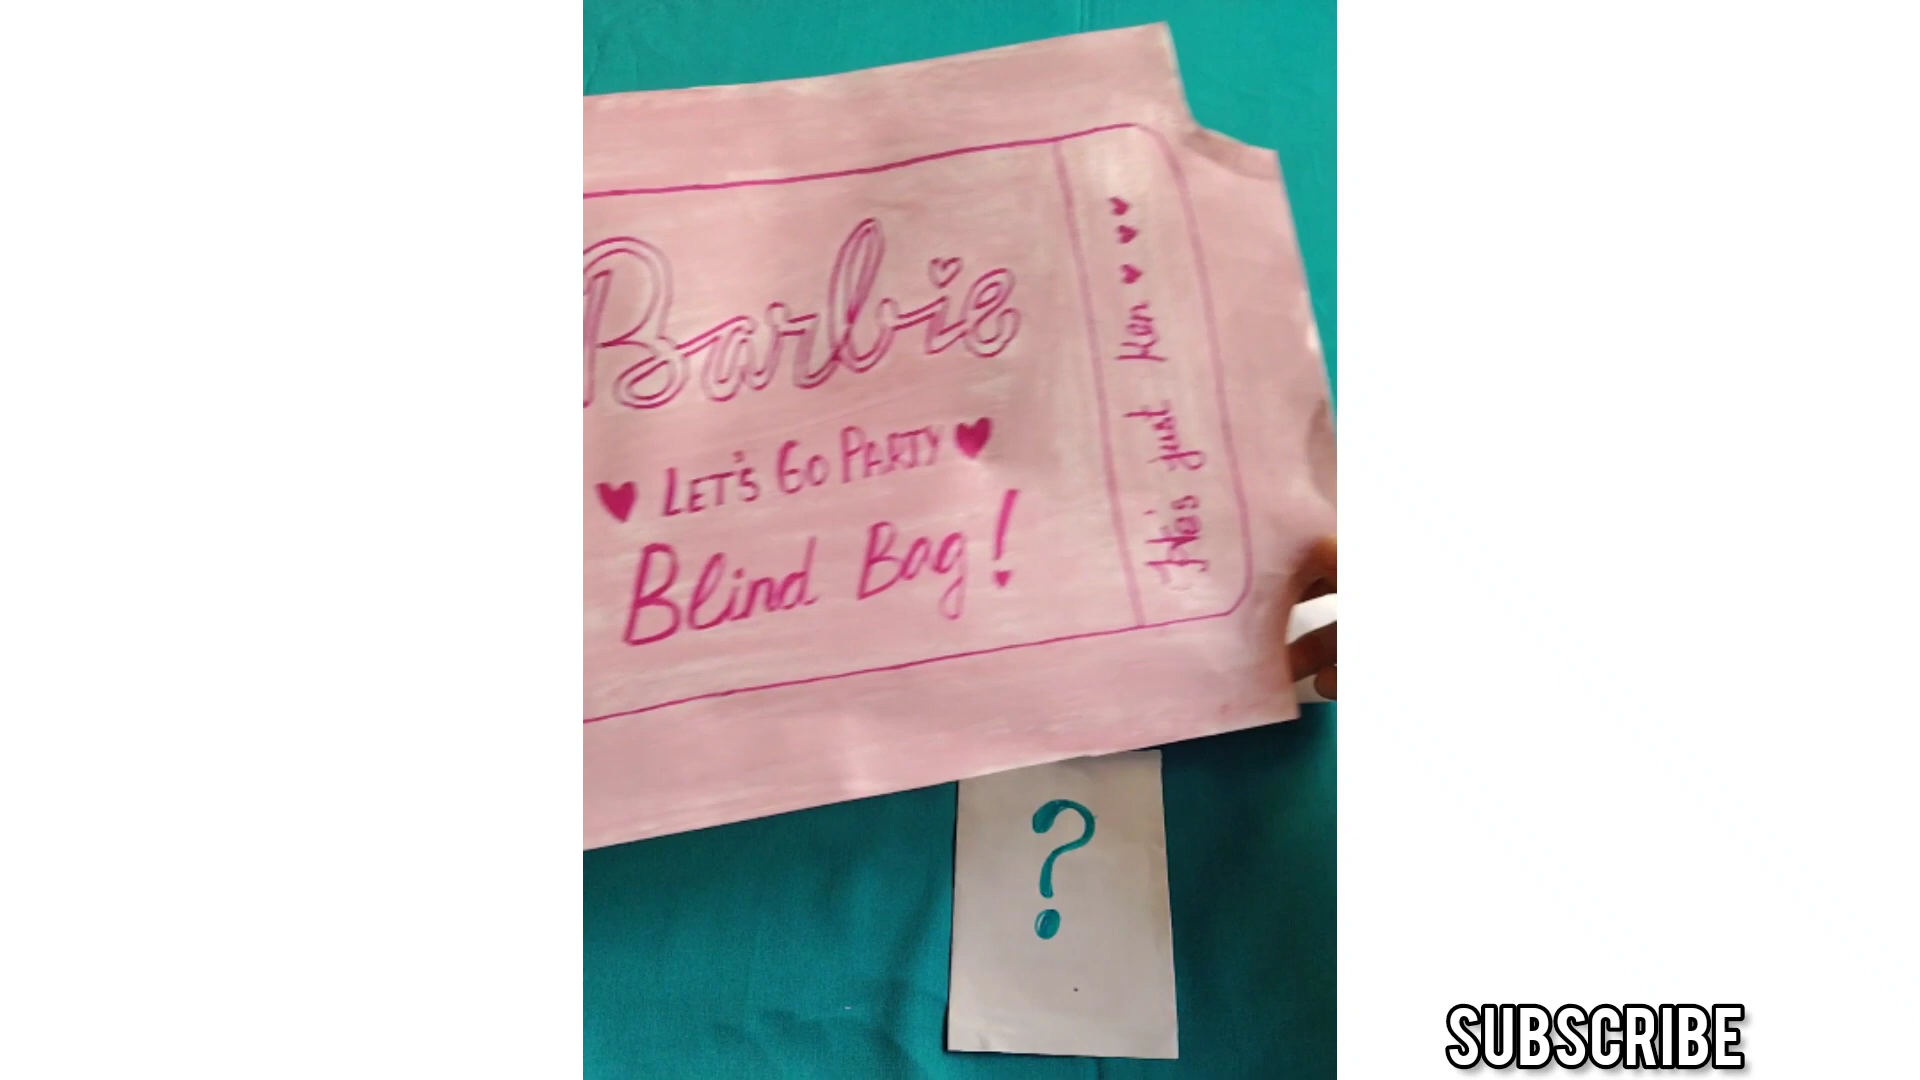 Barbie
LET'S GO PARTY
Blind Bag!
He's just Ken
?
SUBSCRIBE